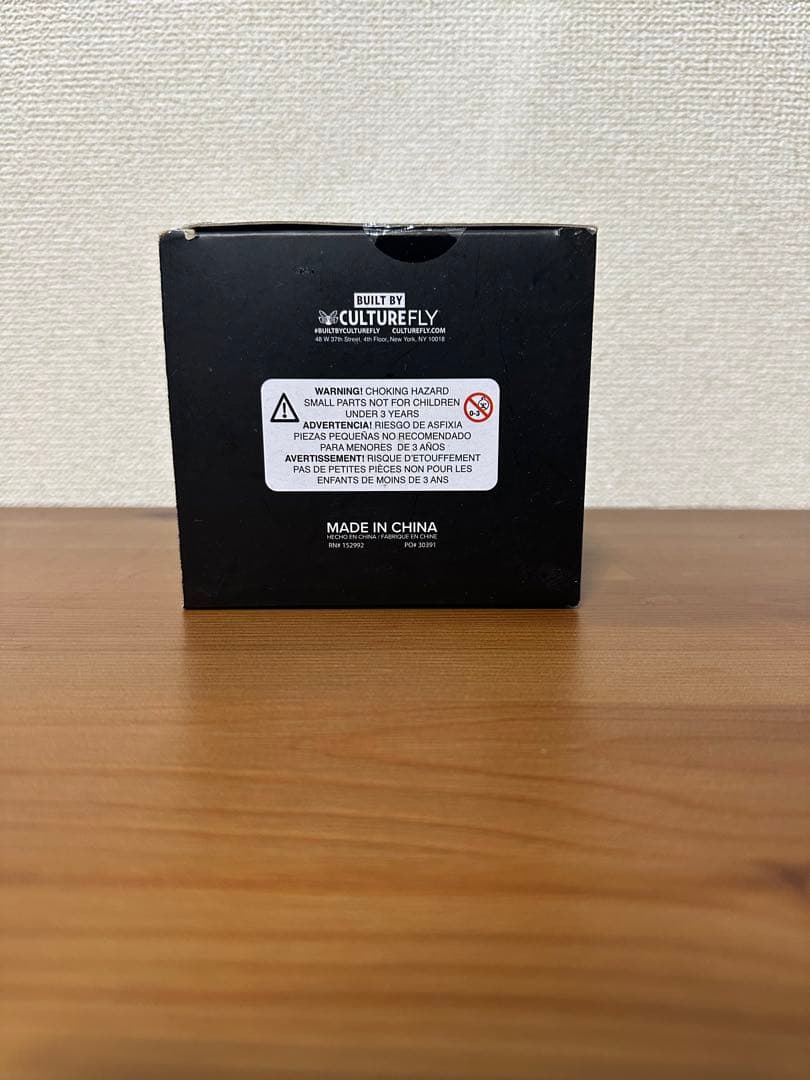 BUILT BY
CULTUREFLY
#BUILTBYCULTUREFLY CULTUREFLY.COM
48 W 37th Street, 4th Floor, New York, NY 10018
WARNING! CHOKING HAZARD
SMALL PARTS NOT FOR CHILDREN
UNDER 3 YEARS
0-3
ADVERTENCIA! RIESGO DE ASFIXIA
PIEZAS PEQUEÑAS NO RECOMENDADO
PARA MENORES DE 3 AÑOS
AVERTISSEMENT! RISQUE D'ETOUFFEMENT
PAS DE PETITES PIÈCES NON POUR LES
ENFANTS DE MOINS DE 3 ANS
MADE IN CHINA
HECHO EN CHINA / FABRIQUE EN CHINE
RN# 152992 PO# 30391